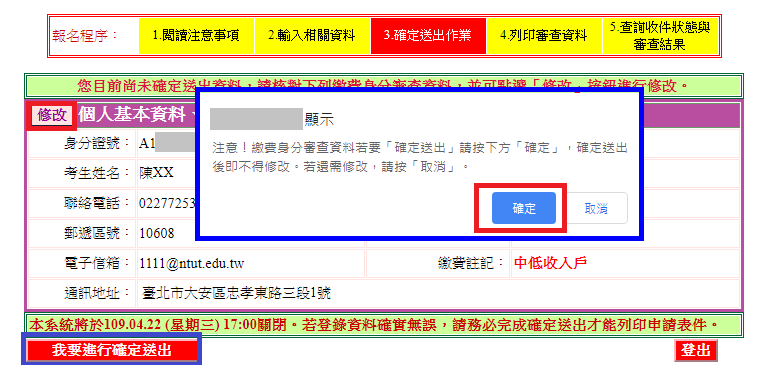 報名程序： 1.閱讀注意事項 2.輸入相關資料 3.確定送出作業 4.列印審查資料 5.查詢收件狀態與
審查結果
您目前尚未確定送出資料，請核對下列繳費身分審查資料，並可點選「修改」按鈕進行修改。
修改 個人基本資料、
顯示
注意！繳費身分審查資料若要「確定送出」請按下方「確定」，確定送出
後即不得修改。若還需修改，請按「取消」。
確定 取消
身分證號： A1
考生姓名： 陳XX
聯絡電話： 02277253
郵遞區號： 10608
電子信箱： 1111@ntut.edu.tw 繳費註記： 中低收入戶
通訊地址： 臺北市大安區忠孝東路三段1號
本系統將於109.04.22 (星期三) 17:00關閉。若登錄資料確實無誤，請務必完成確定送出才能列印申請表件。
我要進行確定送出 登出